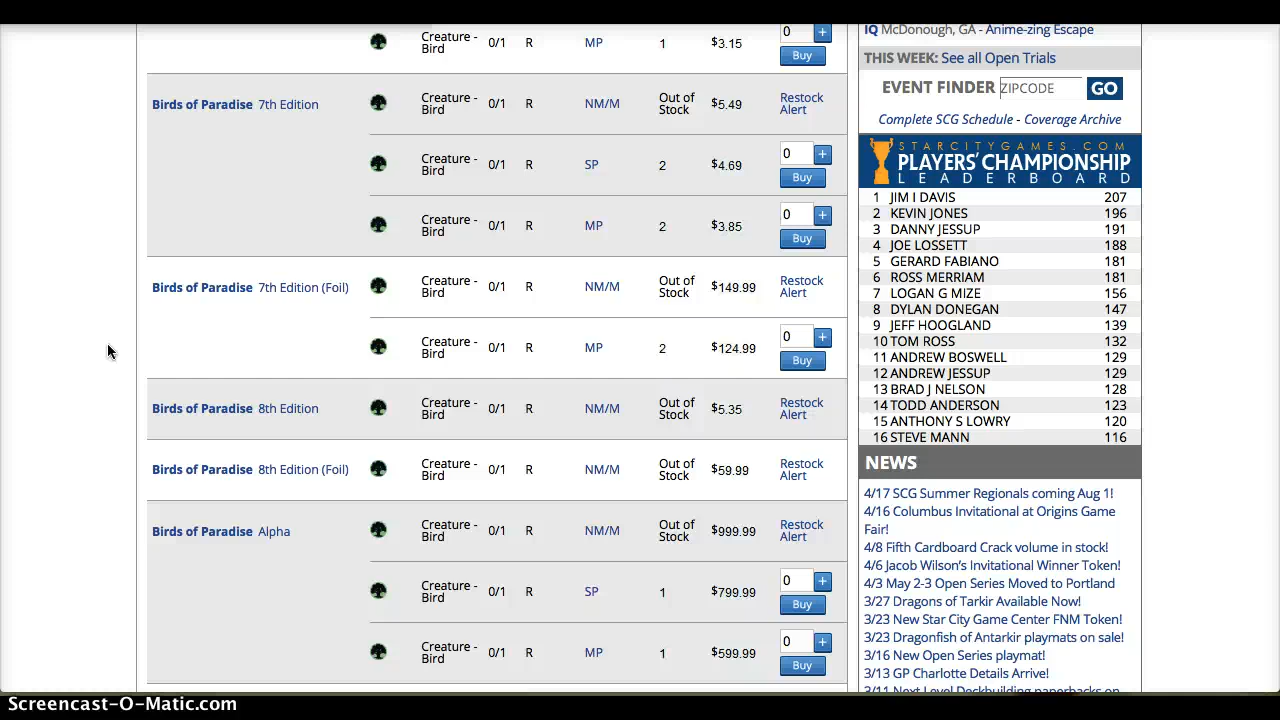 Creature - Bird 0/1 R MP 1 $3.15 0 + Buy
Birds of Paradise 7th Edition Creature - Bird 0/1 R NM/M Out of Stock $5.49 Restock Alert
Creature - Bird 0/1 R SP 2 $4.69 0 + Buy
Creature - Bird 0/1 R MP 2 $3.85 0 + Buy
Birds of Paradise 7th Edition (Foil) Creature - Bird 0/1 R NM/M Out of Stock $149.99 Restock Alert
Creature - Bird 0/1 R MP 2 $124.99 0 + Buy
Birds of Paradise 8th Edition Creature - Bird 0/1 R NM/M Out of Stock $5.35 Restock Alert
Birds of Paradise 8th Edition (Foil) Creature - Bird 0/1 R NM/M Out of Stock $59.99 Restock Alert
Birds of Paradise Alpha Creature - Bird 0/1 R NM/M Out of Stock $999.99 Restock Alert
Creature - Bird 0/1 R SP 1 $799.99 0 + Buy
Creature - Bird 0/1 R MP 1 $599.99 0 + Buy
IQ McDonough, GA - Anime-zing Escape
THIS WEEK: See all Open Trials
EVENT FINDER ZIPCODE GO
Complete SCG Schedule - Coverage Archive
STARCITYGAMES.COM
PLAYERS' CHAMPIONSHIP
LEADERBOARD
1 JIM I DAVIS 207
2 KEVIN JONES 196
3 DANNY JESSUP 191
4 JOE LOSSETT 188
5 GERARD FABIANO 181
6 ROSS MERRIAM 181
7 LOGAN G MIZE 156
8 DYLAN DONEGAN 147
9 JEFF HOOGLAND 139
10 TOM ROSS 132
11 ANDREW BOSWELL 129
12 ANDREW JESSUP 129
13 BRAD J NELSON 128
14 TODD ANDERSON 123
15 ANTHONY S LOWRY 120
16 STEVE MANN 116
NEWS
4/17 SCG Summer Regionals coming Aug 1!
4/16 Columbus Invitational at Origins Game
Fair!
4/8 Fifth Cardboard Crack volume in stock!
4/6 Jacob Wilson's Invitational Winner Token!
4/3 May 2-3 Open Series Moved to Portland
3/27 Dragons of Tarkir Available Now!
3/23 New Star City Game Center FNM Token!
3/23 Dragonfish of Antarkir playmats on sale!
3/16 New Open Series playmat!
3/13 GP Charlotte Details Arrive!
3/11 Next Level Deckbuilding paperbacks on
Screencast-O-Matic.com